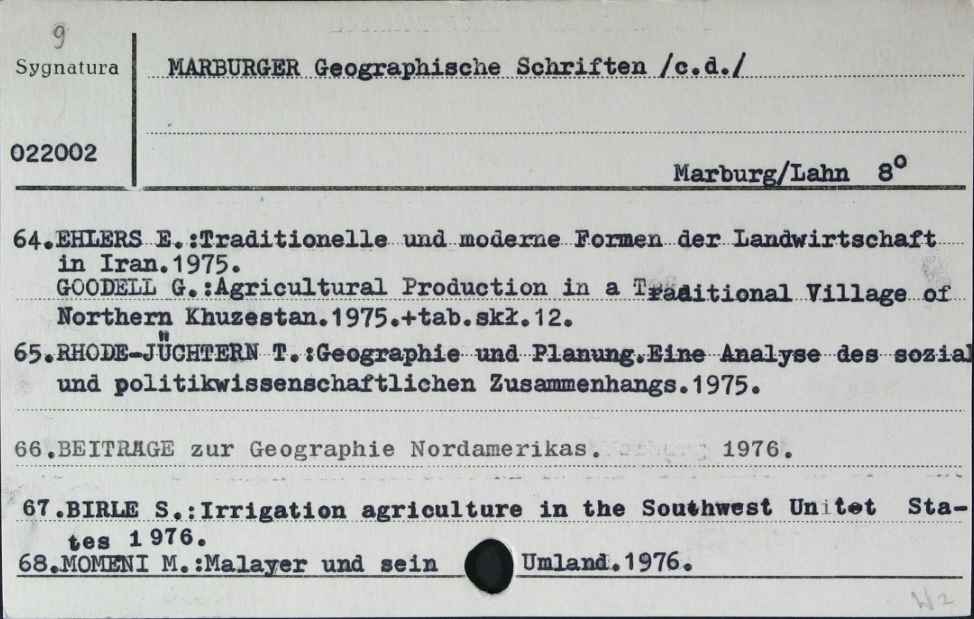 9
Sygnatura MARBURGER Geographische Schriften /c.d./
022002
Marburg/Lahn 8º
64.EHLERS E.:Traditionelle und moderne Formen der Landwirtschaft
in Iran.1975.
GOODELL G.:Agricultural Production in a Traditional Village of
Northern Khuzestan.1975.+tab.skł.12.
65.RHODE-JÜCHTERN T.:Geographie und Planung.Eine Analyse des sozial
und politikwissenschaftlichen Zusammenhangs.1975.
66.BEITRÄGE zur Geographie Nordamerikas. 1976.
67.BIRLE S.:Irrigation agriculture in the Southwest Unitet Sta-
tes 1976.
68.MOMENI M.:Malayer und sein Umland.1976.